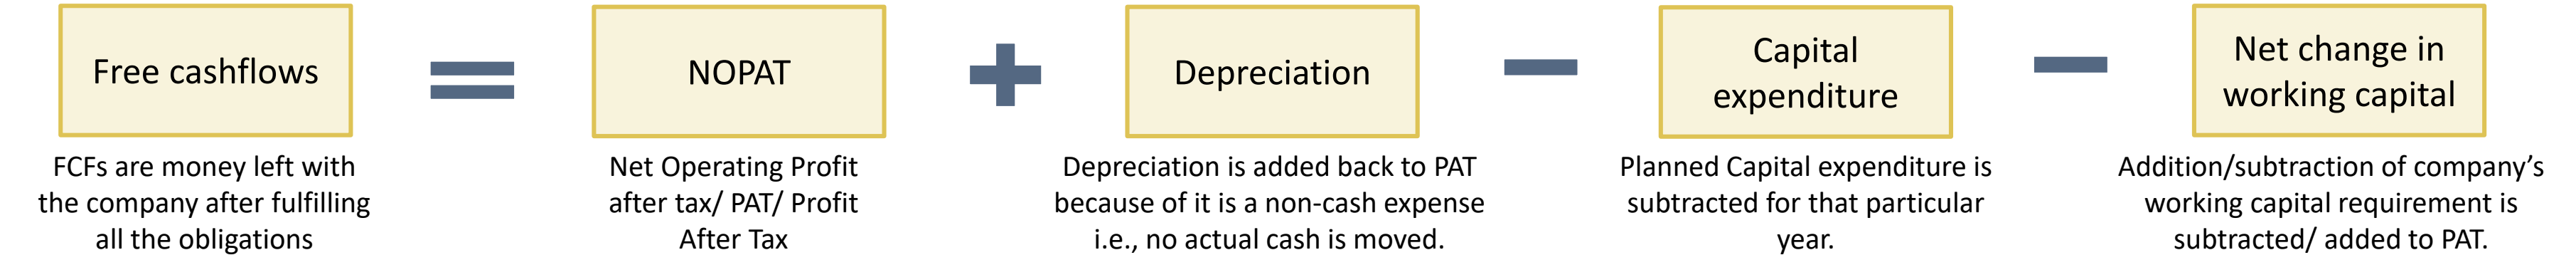 Free cashflows
=
NOPAT
+
Depreciation
−
Capital
expenditure
−
Net change in
working capital
FCFs are money left with
the company after fulfilling
all the obligations
Net Operating Profit
after tax/ PAT/ Profit
After Tax
Depreciation is added back to PAT
because of it is a non-cash expense
i.e., no actual cash is moved.
Planned Capital expenditure is
subtracted for that particular
year.
Addition/subtraction of company’s
working capital requirement is
subtracted/ added to PAT.